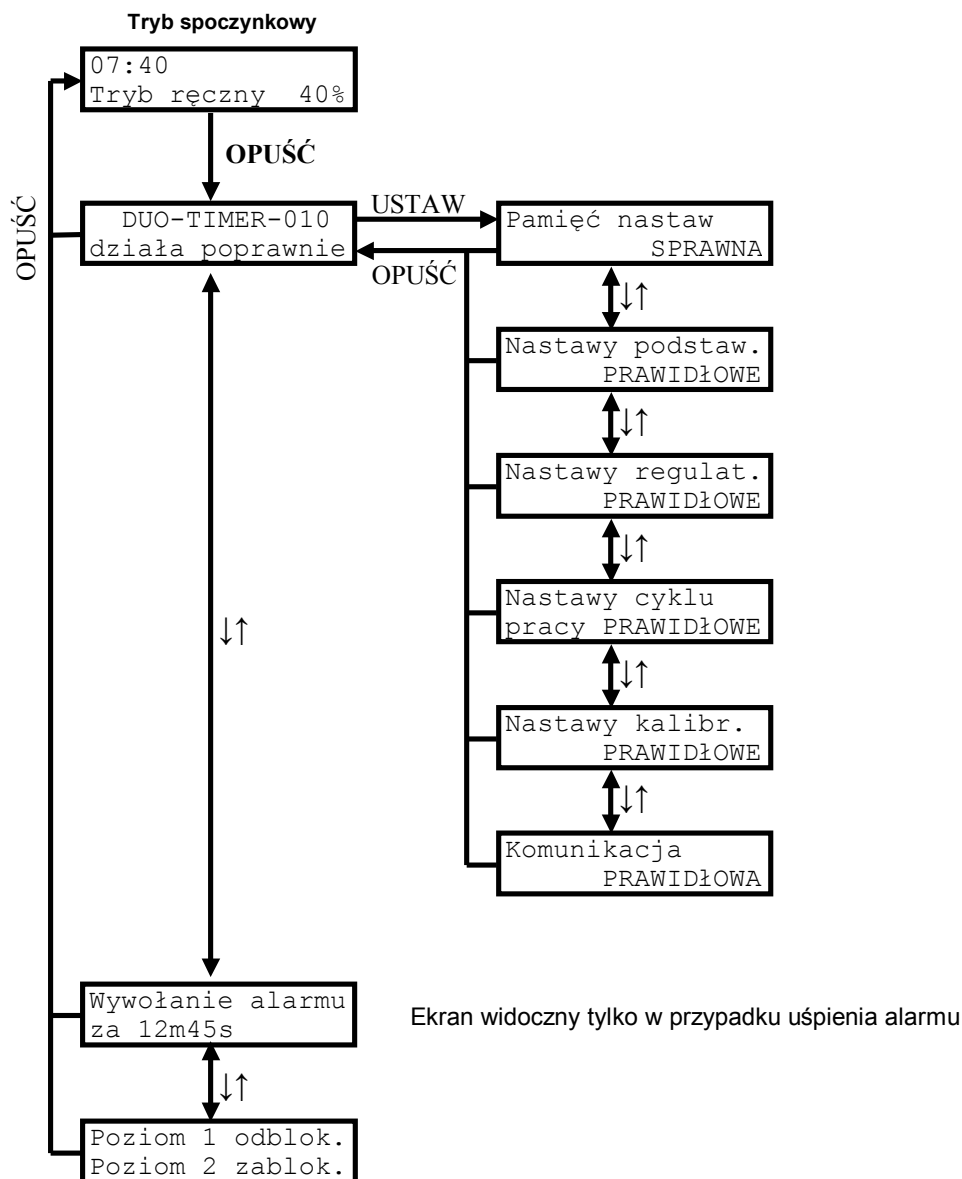 Tryb spoczynkowy
07:40
Tryb ręczny 40%
OPUŚĆ
OPUŚĆ
DUO-TIMER-010
działa poprawnie
USTAW
OPUŚĆ
Pamięć nastaw
SPRAWNA
↓↑
Nastawy podstaw.
PRAWIDŁOWE
↓↑
Nastawy regulat.
PRAWIDŁOWE
↓↑
Nastawy cyklu
pracy PRAWIDŁOWE
↓↑
↓↑
Nastawy kalibr.
PRAWIDŁOWE
↓↑
Komunikacja
PRAWIDŁOWA
Wywołanie alarmu
za 12m45s
Ekran widoczny tylko w przypadku uśpienia alarmu
↓↑
Poziom 1 odblok.
Poziom 2 zablok.